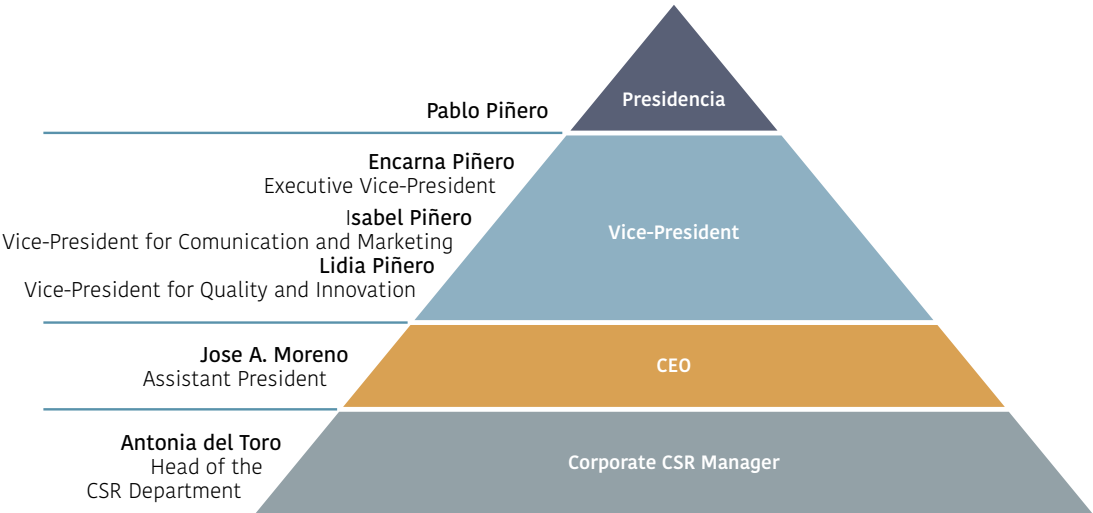 Pablo Piñero
Presidencia
Encarna Piñero
Executive Vice-President
Isabel Piñero
Vice-President for Comunication and Marketing
Lidia Piñero
Vice-President for Quality and Innovation
Vice-President
Jose A. Moreno
Assistant President
CEO
Antonia del Toro
Head of the
CSR Department
Corporate CSR Manager